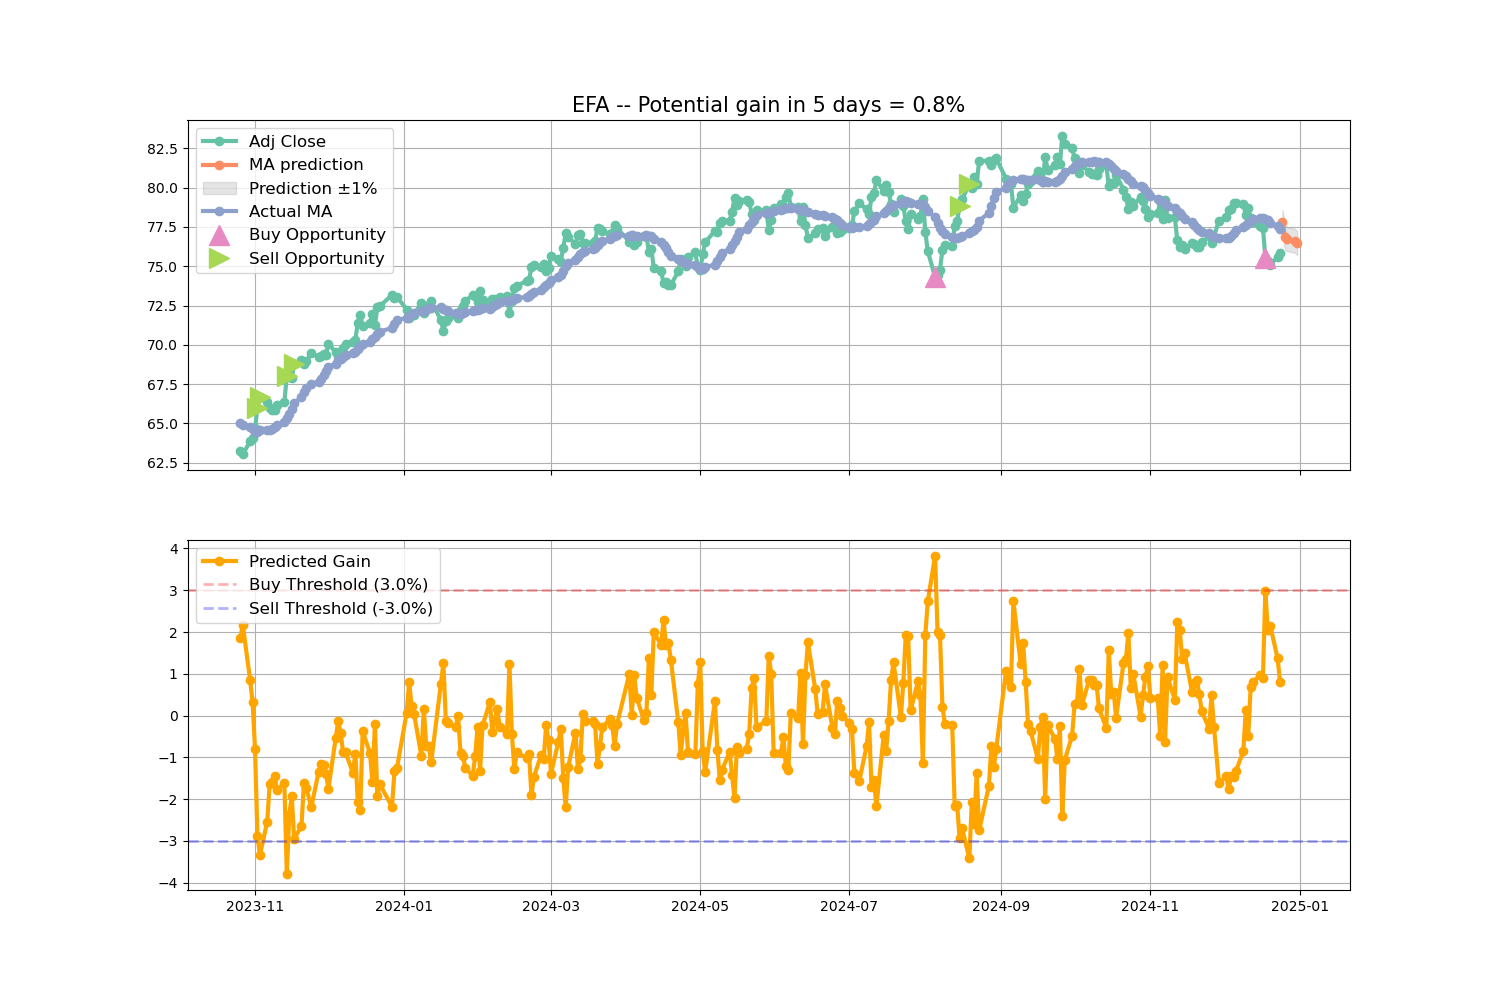 EFA -- Potential gain in 5 days = 0.8%
82.5
80.0
77.5
75.0
72.5
70.0
67.5
65.0
62.5
Adj Close
MA prediction
Prediction ±1%
Actual MA
Buy Opportunity
Sell Opportunity
4
3
2
1
0
−1
−2
−3
−4
Predicted Gain
Buy Threshold (3.0%)
Sell Threshold (-3.0%)
2023-11
2024-01
2024-03
2024-05
2024-07
2024-09
2024-11
2025-01